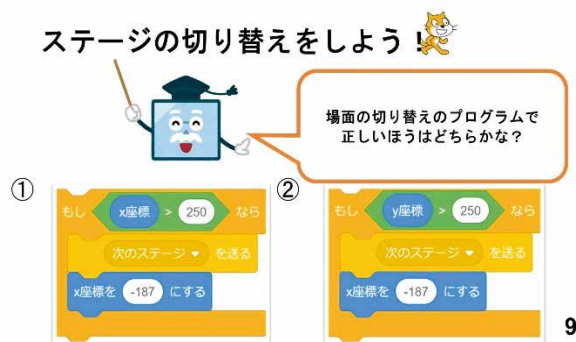 ステージの切り替えをしよう！
場面の切り替えのプログラムで
正しいほうはどちらかな？
①
もし x座標 > 250 なら
次のステージ を送る
x座標を -187 にする
②
もし y座標 > 250 なら
次のステージ を送る
x座標を -187 にする
9